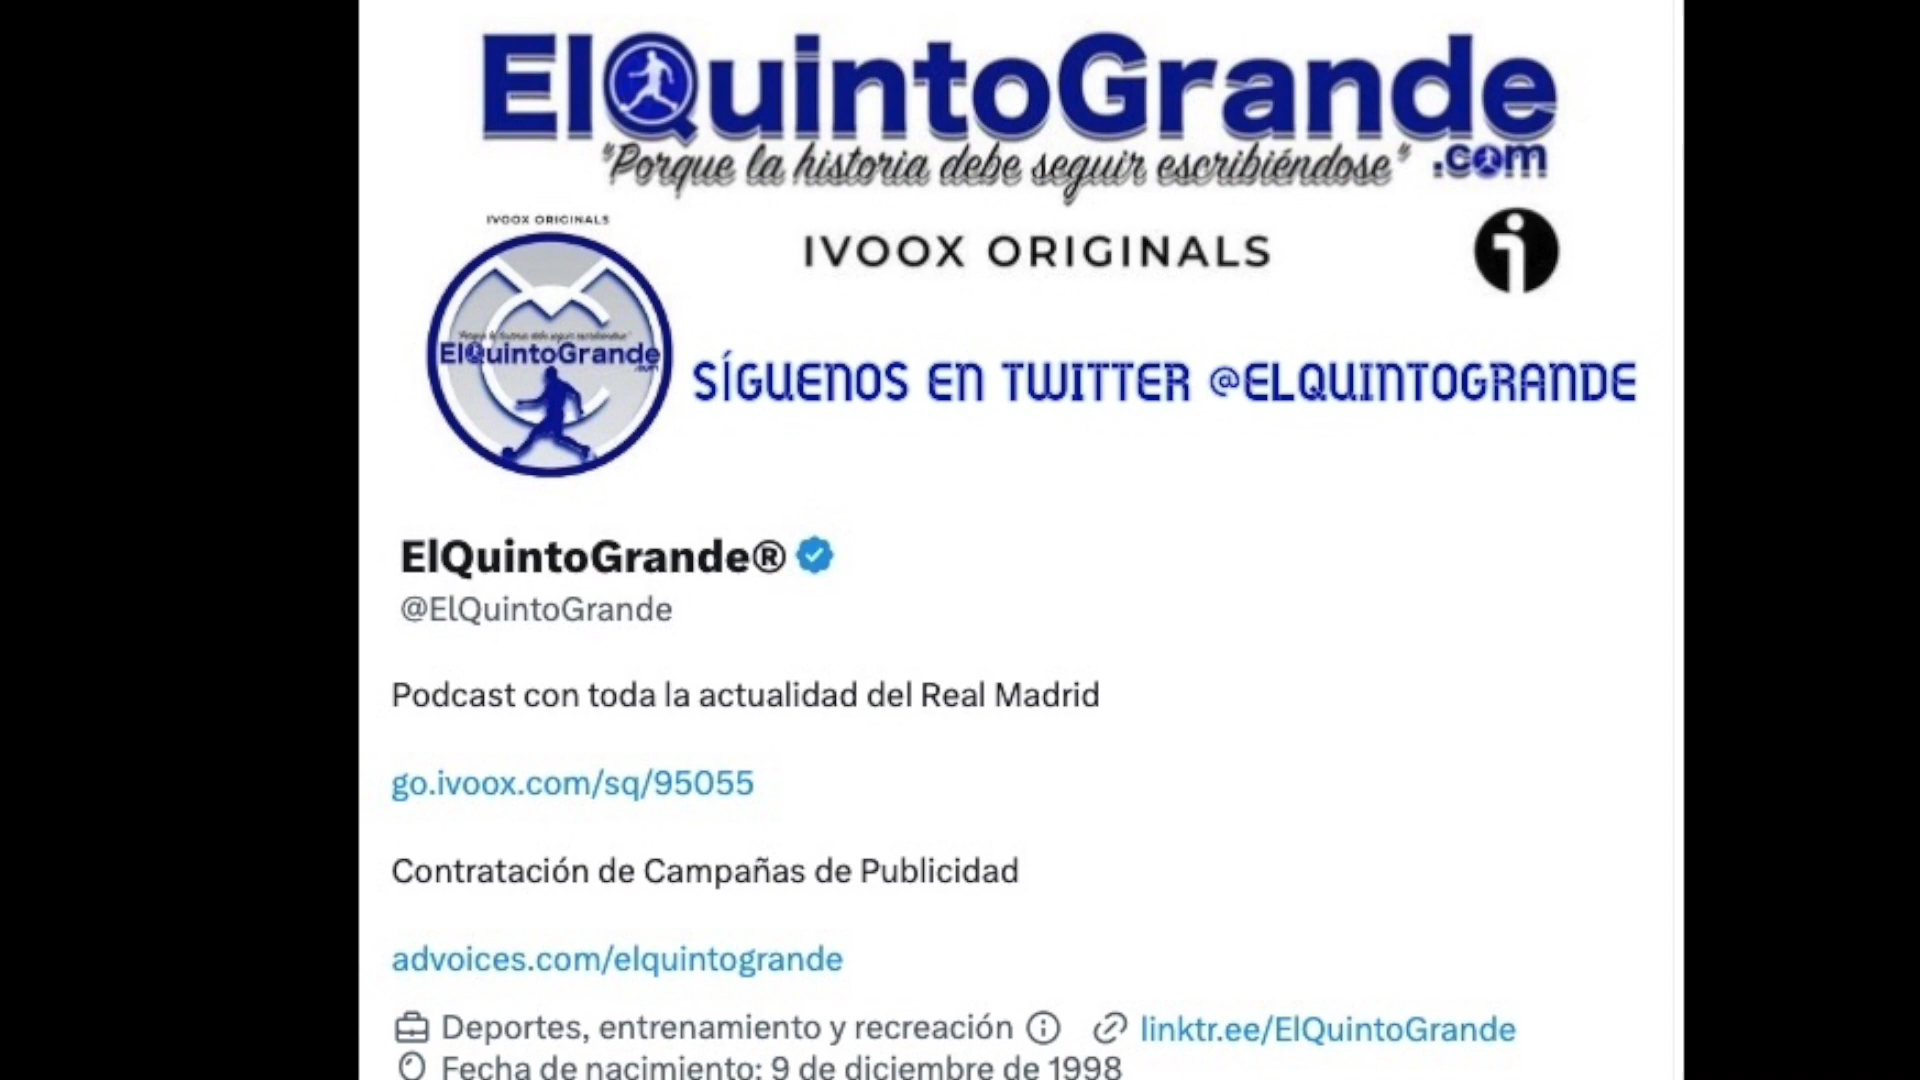 ElQuintoGrande
"Porque la historia debe seguir escribiéndose" .com
IVOOX ORIGINALS
IVOOX ORIGINALS
ElQuintoGrande
SÍGUENOS EN TWITTER @ELQUINTOGRANDE
ElQuintoGrande®
@ElQuintoGrande
Podcast con toda la actualidad del Real Madrid
go.ivoox.com/sq/95055
Contratación de Campañas de Publicidad
advoices.com/elquintogrande
Deportes, entrenamiento y recreación linktr.ee/ElQuintoGrande
Fecha de nacimiento: 9 de diciembre de 1998